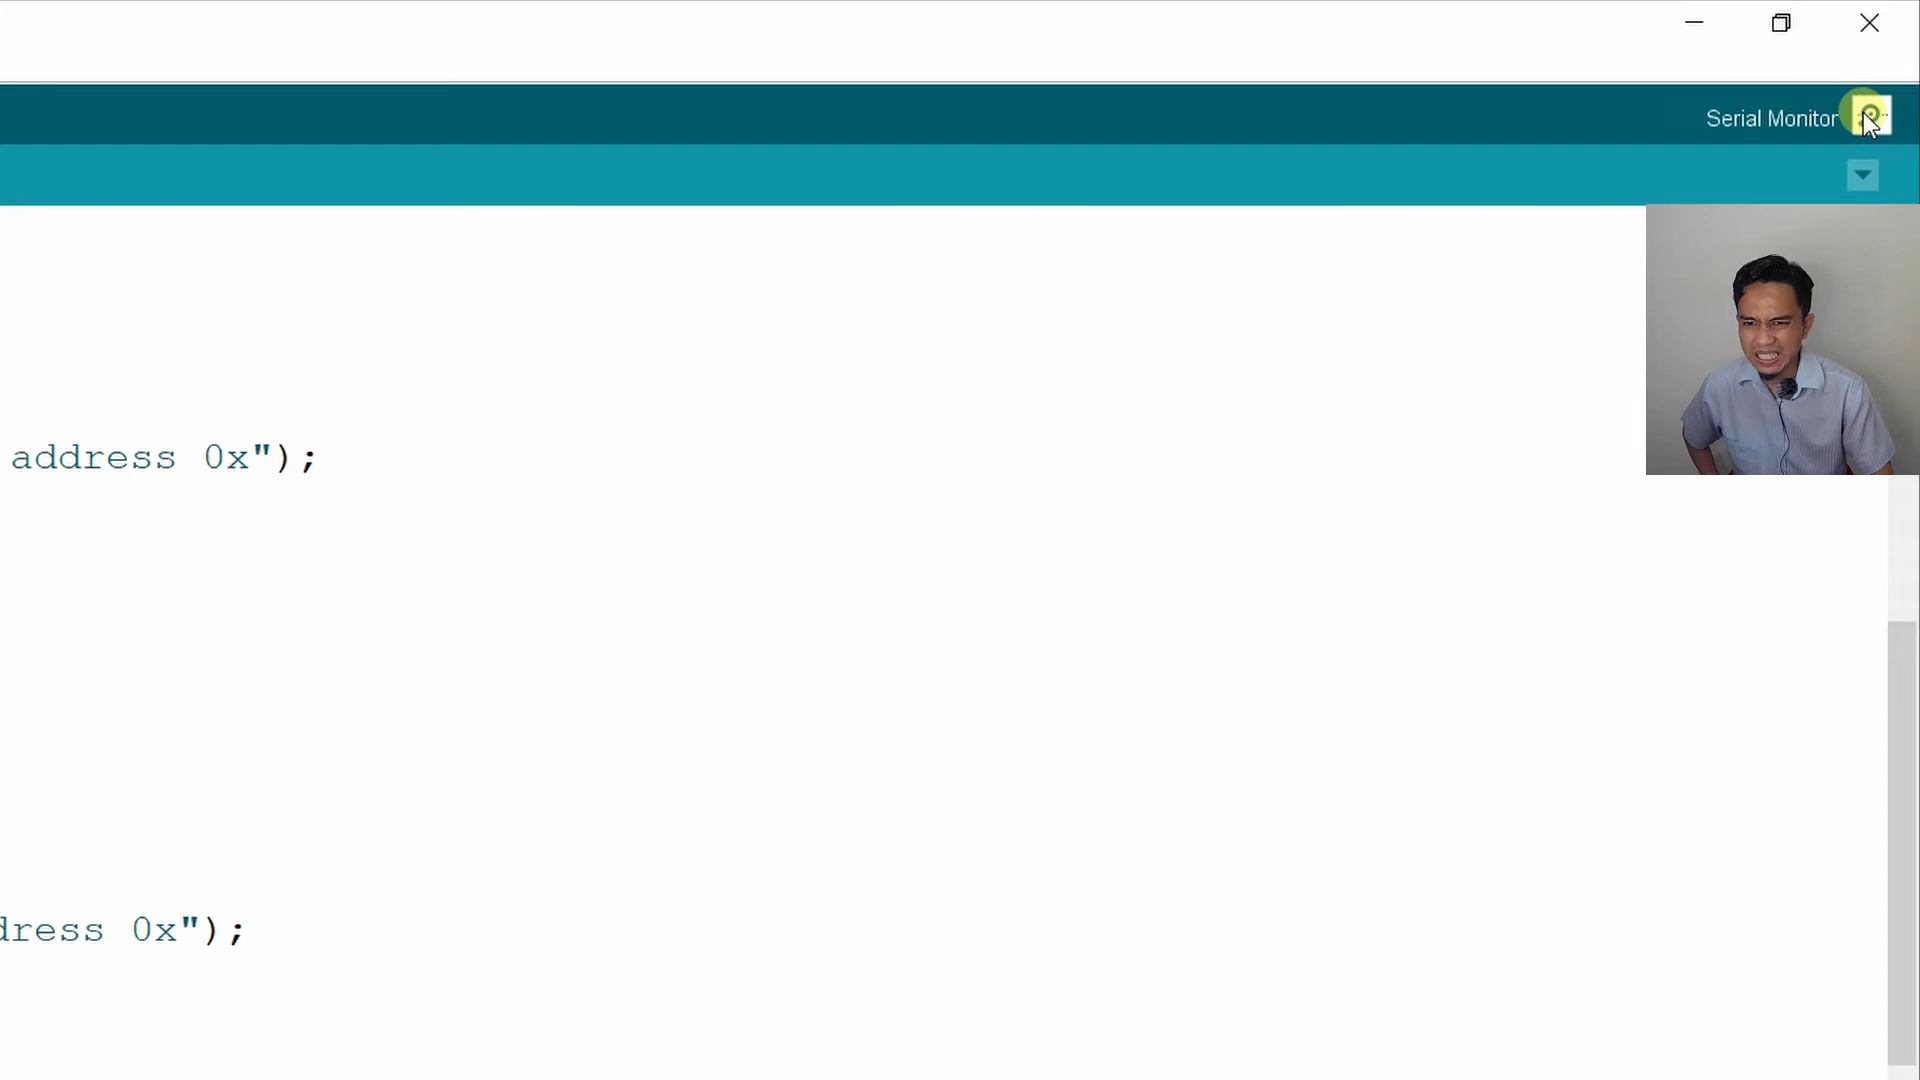 Serial Monitor
address 0x");
dress 0x");